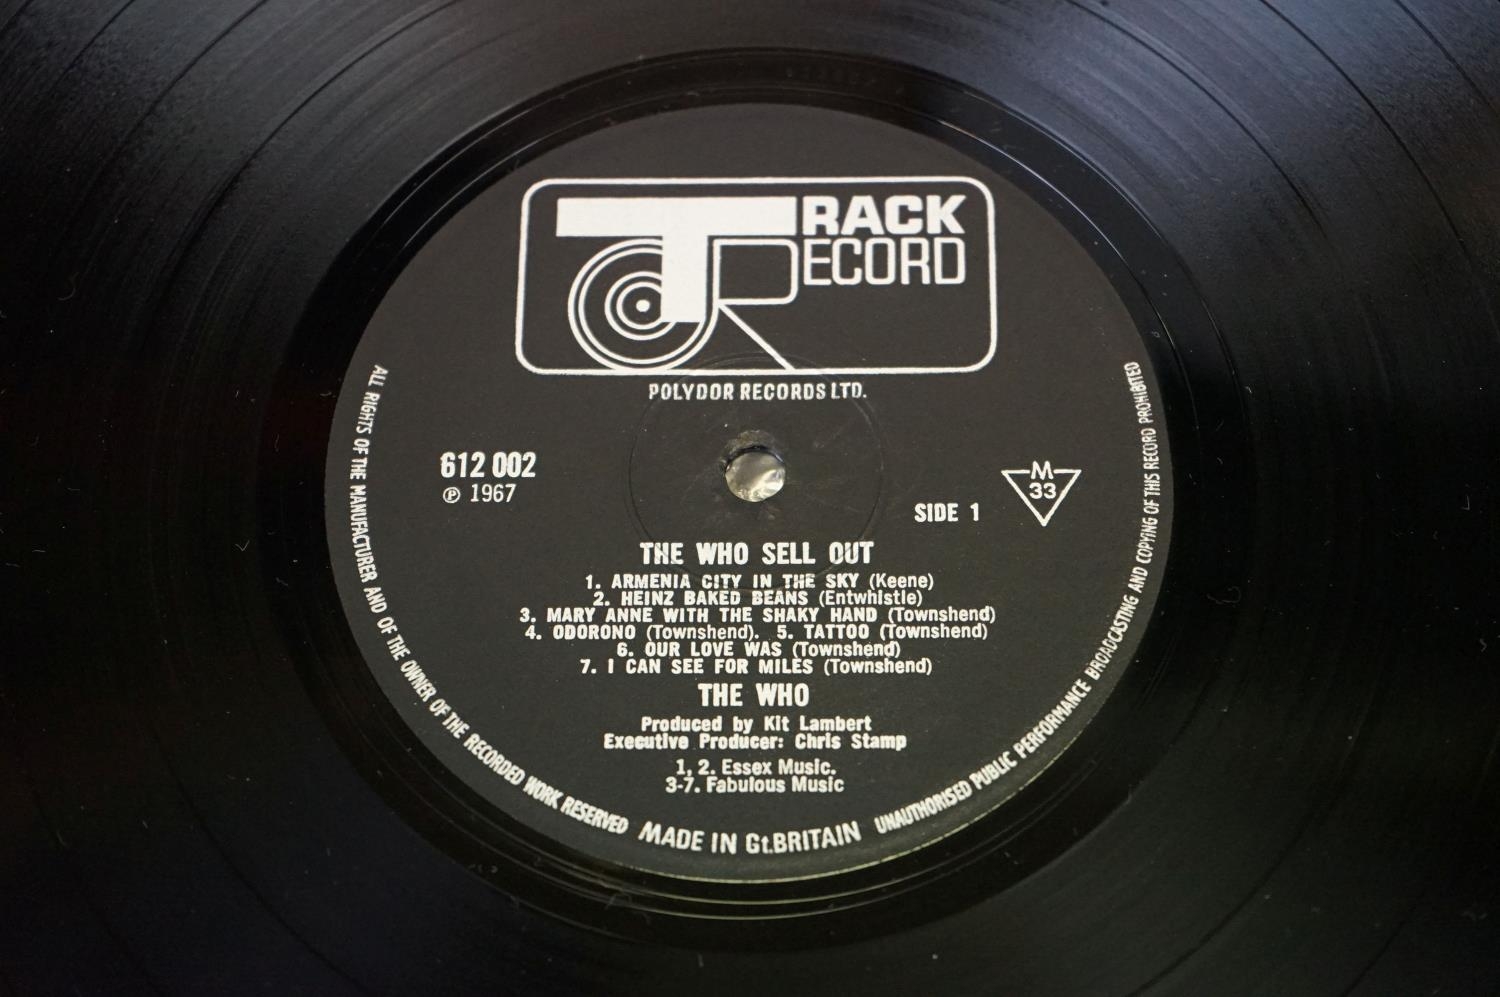 TRACK
RECORD
POLYDOR RECORDS LTD.
612 002
℗ 1967
SIDE 1
M
33
THE WHO SELL OUT
1. ARMENIA CITY IN THE SKY (Keene)
2. HEINZ BAKED BEANS (Entwhistle)
3. MARY ANNE WITH THE SHAKY HAND (Townshend)
4. ODORONO (Townshend). 5. TATTOO (Townshend)
6. OUR LOVE WAS (Townshend)
7. I CAN SEE FOR MILES (Townshend)
THE WHO
Produced by Kit Lambert
Executive Producer: Chris Stamp
1, 2. Essex Music.
3-7. Fabulous Music
ALL RIGHTS OF THE MANUFACTURER AND OF THE OWNER OF THE RECORDED WORK RESERVED MADE IN Gt.BRITAIN UNAUTHORISED PUBLIC PERFORMANCE BROADCASTING AND COPYING OF THIS RECORD PROHIBITED